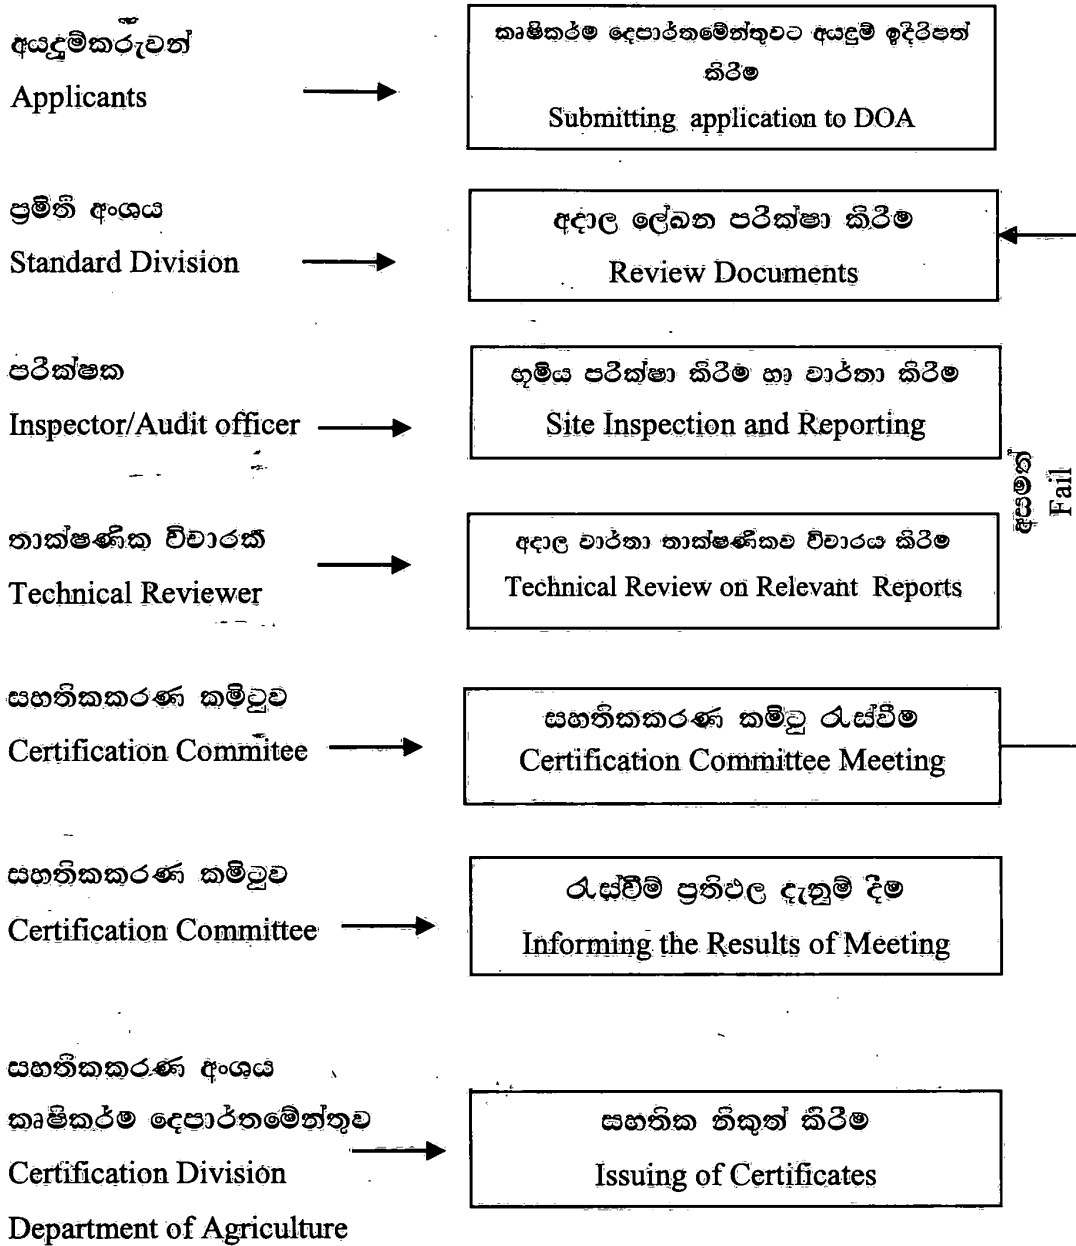 අයදුම්කරුවන්
Applicants
කෘෂිකර්ම දෙපාර්තමේන්තුවට අයදුම් ඉදිරිපත්
කිරීම
Submitting application to DOA
ප්‍රමිති අංශය
Standard Division
අදාල ලේඛන පරීක්ෂා කිරීම
Review Documents
පරීක්ෂක
Inspector/Audit officer
භූමිය පරීක්ෂා කිරීම හා වාර්තා කිරීම
Site Inspection and Reporting
අසමත්
Fail
තාක්ෂණික විචාරක
Technical Reviewer
අදාල වාර්තා තාක්ෂණිකව විචාරය කිරීම
Technical Review on Relevant Reports
සහතිකකරණ කමිටුව
Certification Commitee
සහතිකකරණ කමිටු රැස්වීම
Certification Committee Meeting
සහතිකකරණ කමිටුව
Certification Committee
රැස්වීම් ප්‍රතිඵල දැනුම් දීම
Informing the Results of Meeting
සහතිකකරණ අංශය
කෘෂිකර්ම දෙපාර්තමේන්තුව
Certification Division
Department of Agriculture
සහතික නිකුත් කිරීම
Issuing of Certificates